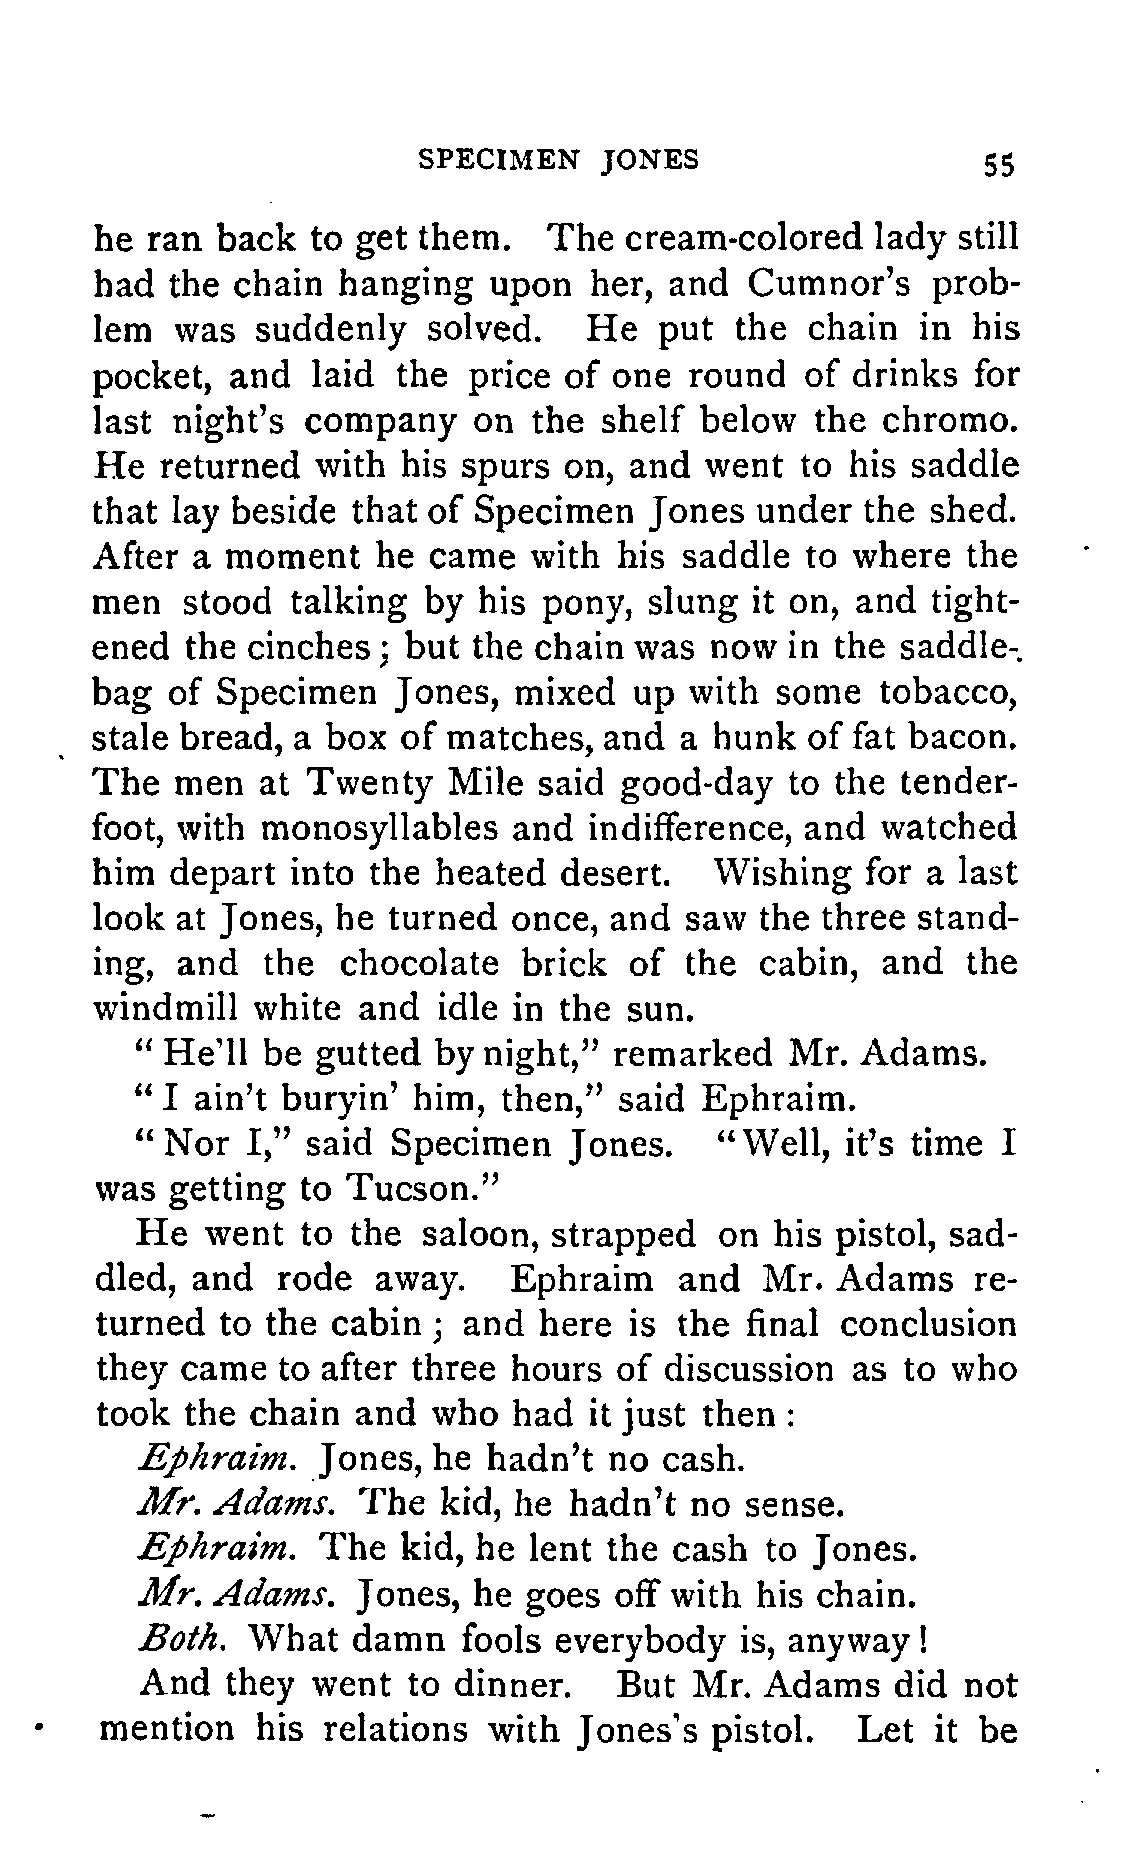 SPECIMEN JONES 55
he ran back to get them. The cream-colored lady still
had the chain hanging upon her, and Cumnor's prob-
lem was suddenly solved. He put the chain in his
pocket, and laid the price of one round of drinks for
last night's company on the shelf below the chromo.
He returned with his spurs on, and went to his saddle
that lay beside that of Specimen Jones under the shed.
After a moment he came with his saddle to where the
men stood talking by his pony, slung it on, and tight-
ened the cinches; but the chain was now in the saddle-
bag of Specimen Jones, mixed up with some tobacco,
stale bread, a box of matches, and a hunk of fat bacon.
The men at Twenty Mile said good-day to the tender-
foot, with monosyllables and indifference, and watched
him depart into the heated desert. Wishing for a last
look at Jones, he turned once, and saw the three stand-
ing, and the chocolate brick of the cabin, and the
windmill white and idle in the sun.
"He'll be gutted by night," remarked Mr. Adams.
"I ain't buryin' him, then," said Ephraim.
"Nor I," said Specimen Jones. "Well, it's time I
was getting to Tucson."
He went to the saloon, strapped on his pistol, sad-
dled, and rode away. Ephraim and Mr. Adams re-
turned to the cabin; and here is the final conclusion
they came to after three hours of discussion as to who
took the chain and who had it just then:
Ephraim. Jones, he hadn't no cash.
Mr. Adams. The kid, he hadn't no sense.
Ephraim. The kid, he lent the cash to Jones.
Mr. Adams. Jones, he goes off with his chain.
Both. What damn fools everybody is, anyway!
And they went to dinner. But Mr. Adams did not
mention his relations with Jones's pistol. Let it be